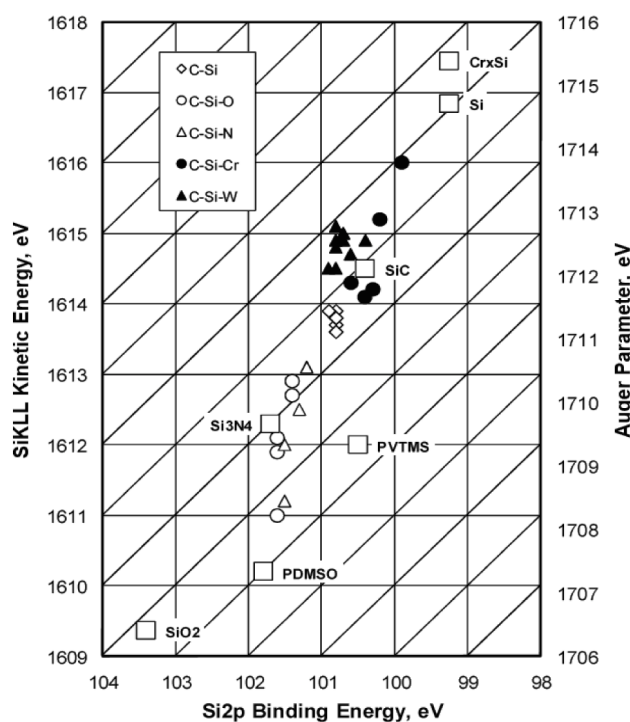 1618
1617
1616
1615
1614
1613
1612
1611
1610
1609
SiKLL Kinetic Energy, eV
C-Si
C-Si-O
C-Si-N
C-Si-Cr
C-Si-W
CrxSi
Si
SiC
Si3N4
PVTMS
PDMSO
SiO2
1716
1715
1714
1713
1712
1711
1710
1709
1708
1707
1706
Auger Parameter, eV
104 103 102 101 100 99 98
Si2p Binding Energy, eV